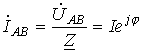 İ_AB = U̇_AB / Z̲ = Ie^{jφ}